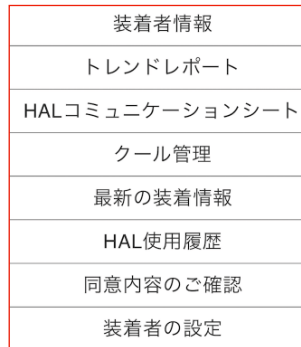 装着者情報
トレンドレポート
HALコミュニケーションシート
クール管理
最新の装着情報
HAL使用履歴
同意内容のご確認
装着者の設定